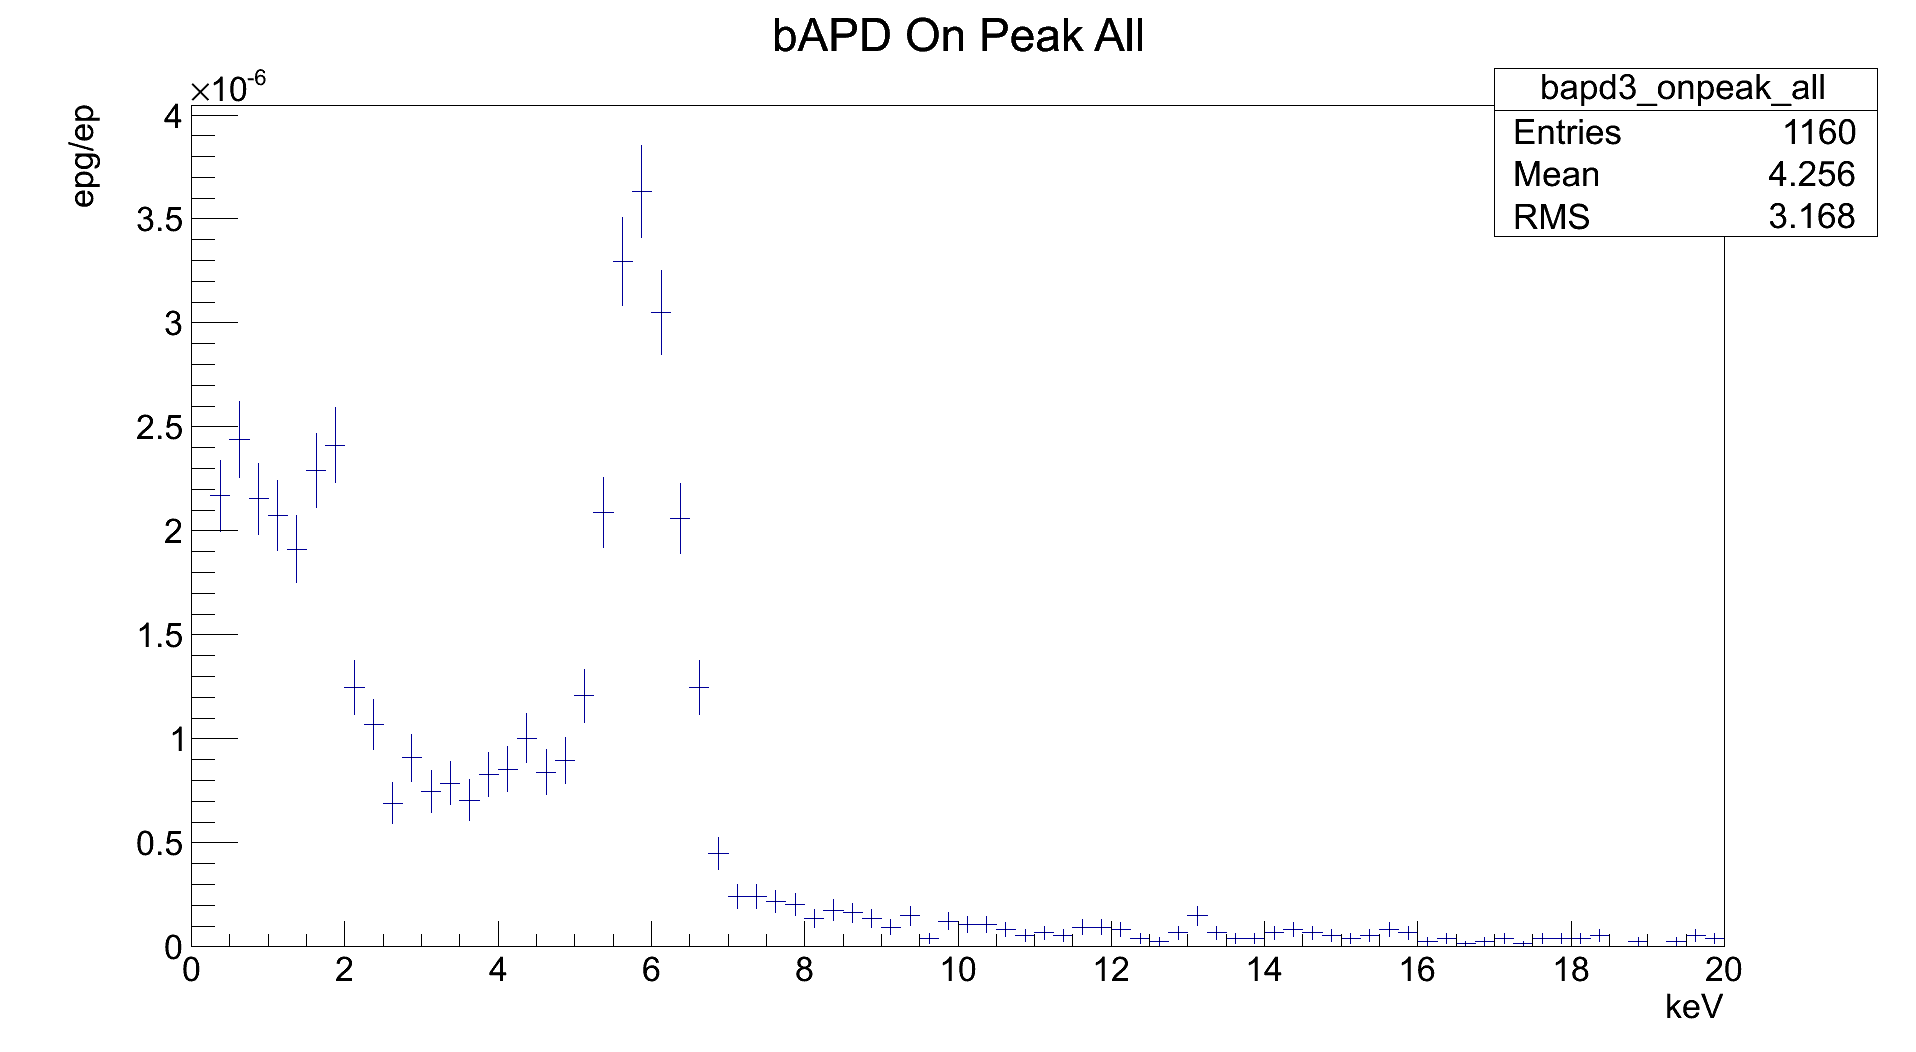 bAPD On Peak All
×10-6
epg/ep
bapd3_onpeak_all
Entries 1160
Mean 4.256
RMS 3.168
4
3.5
3
2.5
2
1.5
1
0.5
0
0 2 4 6 8 10 12 14 16 18 20
keV